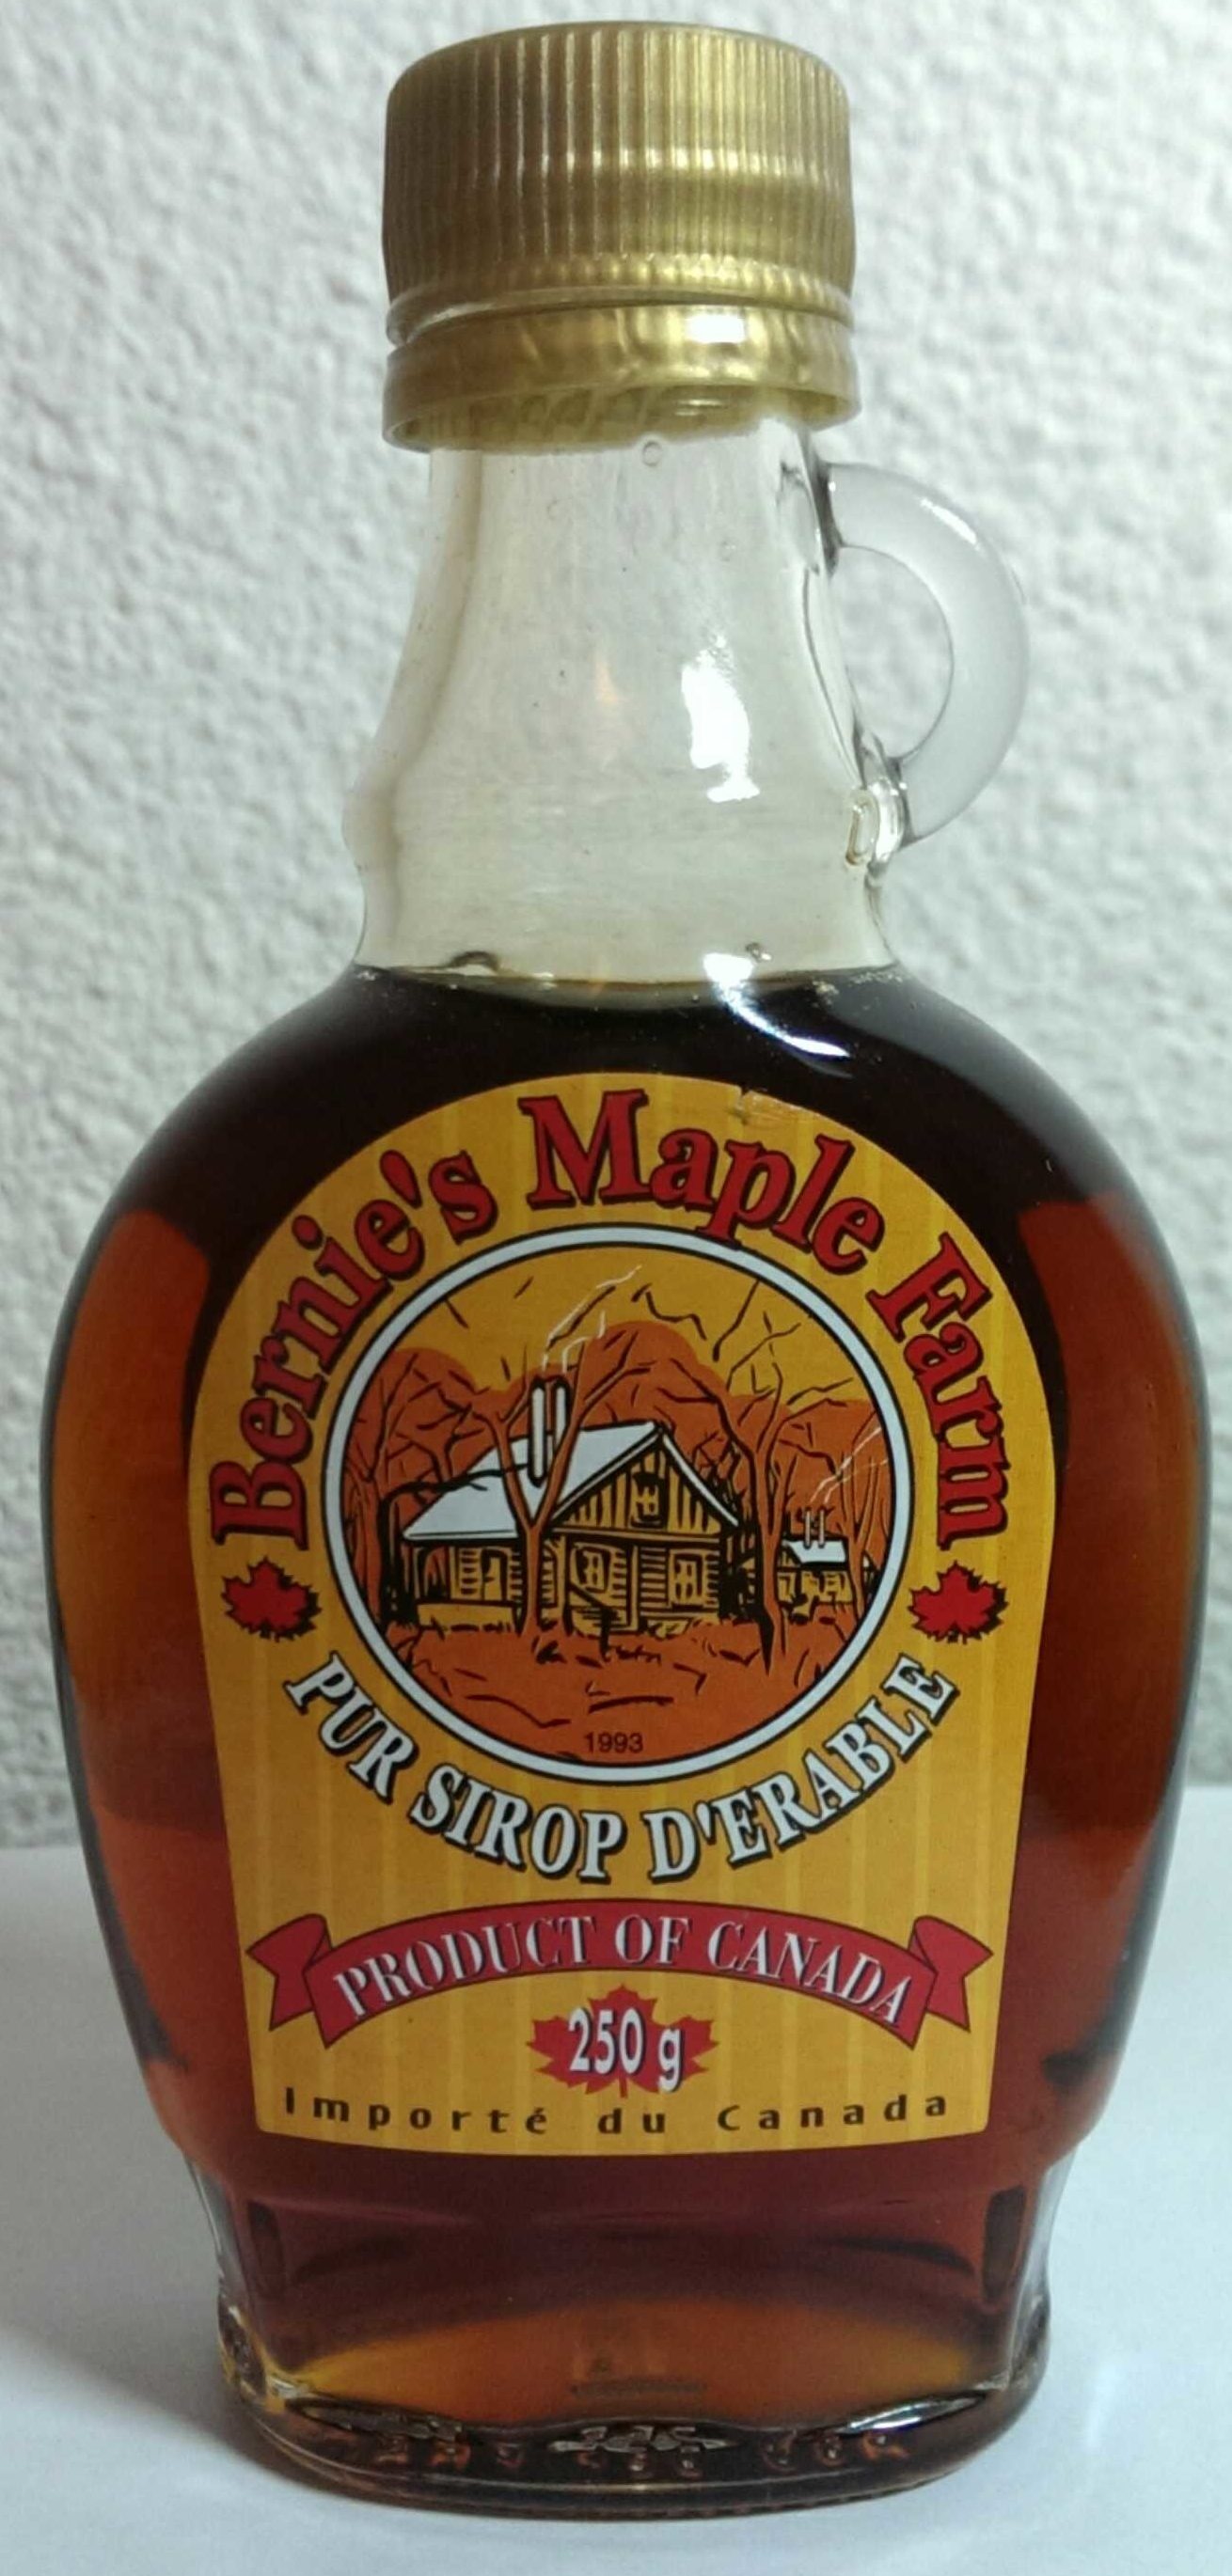 Bernie's Maple Farm
1993
PUR SIROP D'ERABLE
PRODUCT OF CANADA
250 g
Importé du Canada